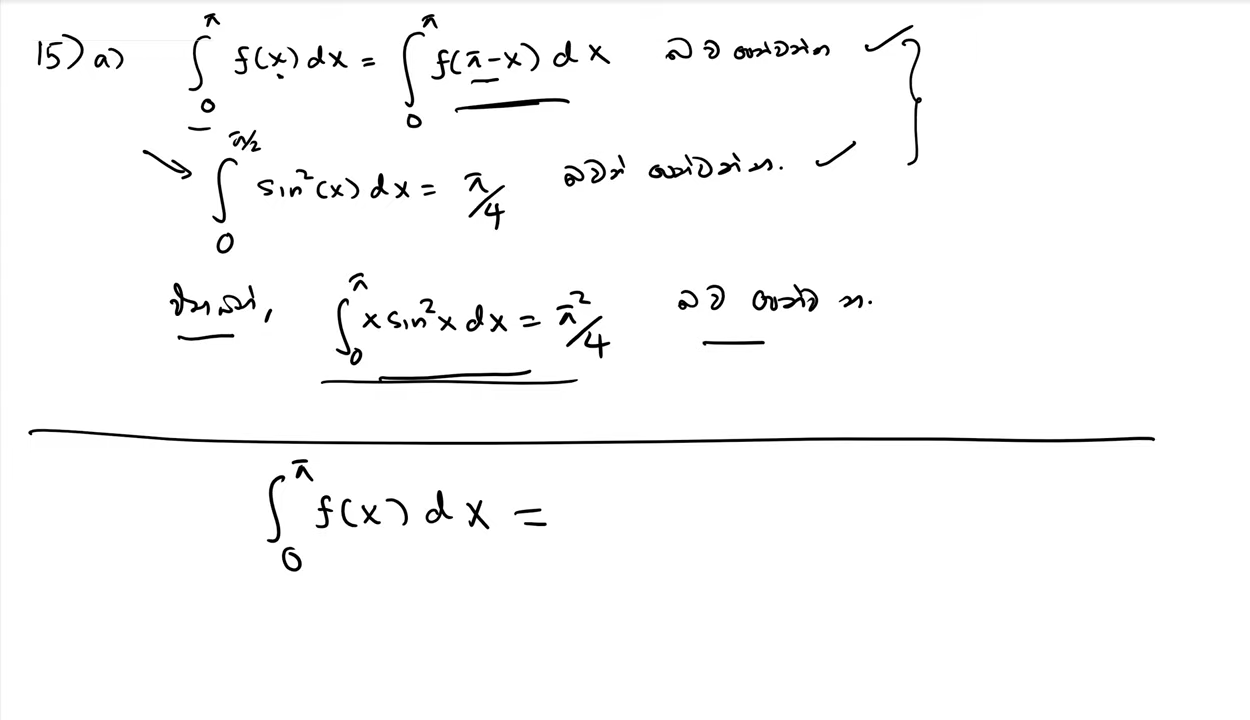 15) a) ∫₀^π f(x) dx = ∫₀^π f(π-x) dx බව පෙන්වන්න
∫₀^(π/2) sin²(x) dx = π/4 බවත් පෙන්වන්න.
එනයින්, ∫₀^π x sin²x dx = π²/4 බව පෙන්ව න.
∫₀^π f(x) dx =